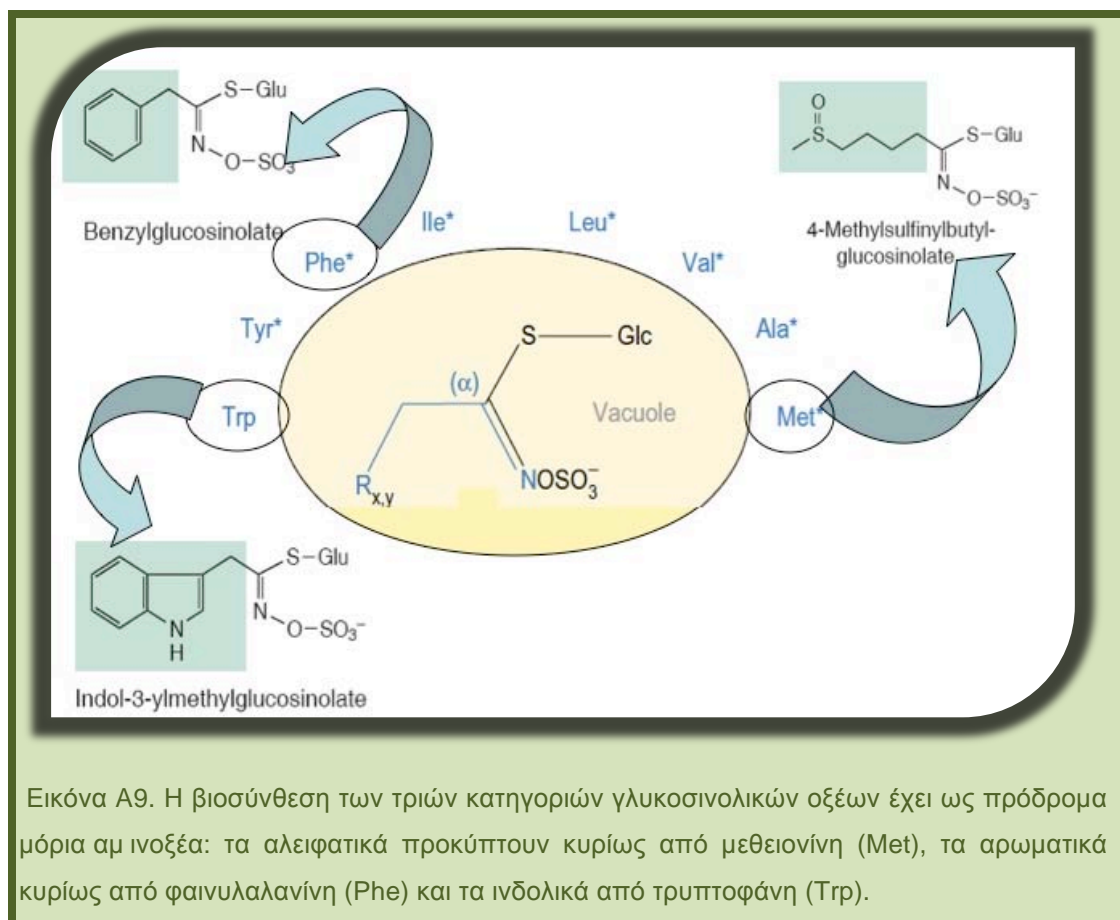 S–Glu
N
O–SO₃
Benzylglucosinolate
Phe*
Ile*
Leu*
Val*
Ala*
Met*
Tyr*
Trp
O
S
S–Glu
N
O–SO₃⁻
4-Methylsulfinylbutyl-
glucosinolate
S Glc
(α)
Vacuole
Rx,y
NOSO₃⁻
S–Glu
N
O–SO₃⁻
N
H
Indol-3-ylmethylglucosinolate
Εικόνα Α9. Η βιοσύνθεση των τριών κατηγοριών γλυκοσινολικών οξέων έχει ως πρόδρομα
μόρια αμ ινοξέα: τα αλειφατικά προκύπτουν κυρίως από μεθειονίνη (Met), τα αρωματικά
κυρίως από φαινυλαλανίνη (Phe) και τα ινδολικά από τρυπτοφάνη (Trp).